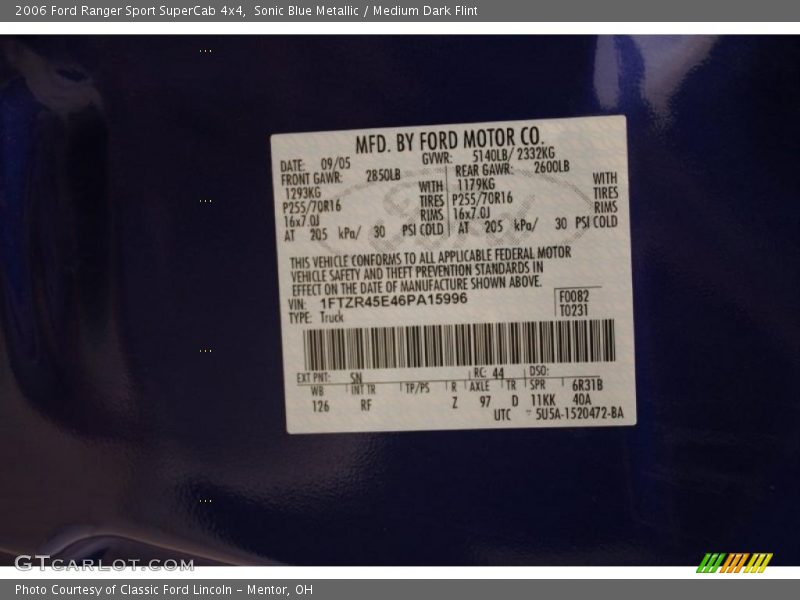 2006 Ford Ranger Sport SuperCab 4x4, Sonic Blue Metallic / Medium Dark Flint
MFD. BY FORD MOTOR CO.
DATE: 09/05 GVWR: 5140LB/ 2332KG
FRONT GAWR: 2850LB REAR GAWR: 2600LB
1293KG WITH 1179KG WITH
P255/70R16 TIRES P255/70R16 TIRES
16x7.0J RIMS 16x7.0J RIMS
AT 205 kPa/ 30 PSI COLD AT 205 kPa/ 30 PSI COLD
THIS VEHICLE CONFORMS TO ALL APPLICABLE FEDERAL MOTOR
VEHICLE SAFETY AND THEFT PREVENTION STANDARDS IN
EFFECT ON THE DATE OF MANUFACTURE SHOWN ABOVE.
VIN: 1FTZR45E46PA15996 F0082
TYPE: Truck T0231
EXT PNT: SN RC: 44 DSO:
WB INT TR TP/PS R AXLE TR SPR 6R31B
126 RF Z 97 D 11KK 40A
UTC 5U5A-1520472-BA
GTCARLOT.COM
Photo Courtesy of Classic Ford Lincoln - Mentor, OH